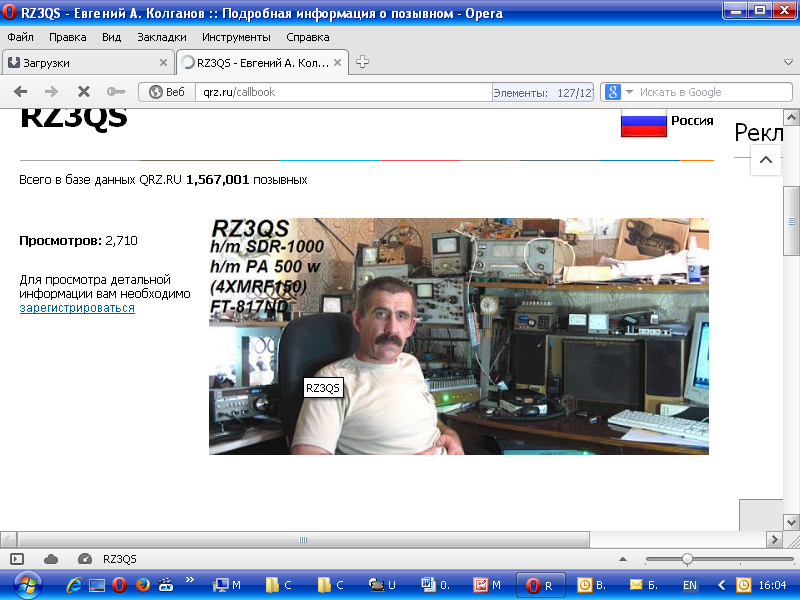 RZ3QS - Евгений А. Колганов :: Подробная информация о позывном - Opera
Файл Правка Вид Закладки Инструменты Справка
Загрузки
RZ3QS - Евгений А. Кол...
Веб qrz.ru/callbook Элементы: 127/12 Искать в Google
RZ3QS
Россия
Рекл
Всего в базе данных QRZ.RU 1,567,001 позывных
Просмотров: 2,710
Для просмотра детальной
информации вам необходимо
зарегистрироваться
RZ3QS
h/m SDR-1000
h/m PA 500 w
(4XMRF150)
FT-817ND
RZ3QS
RZ3QS
M С С U О. M R В. Б. EN 16:04